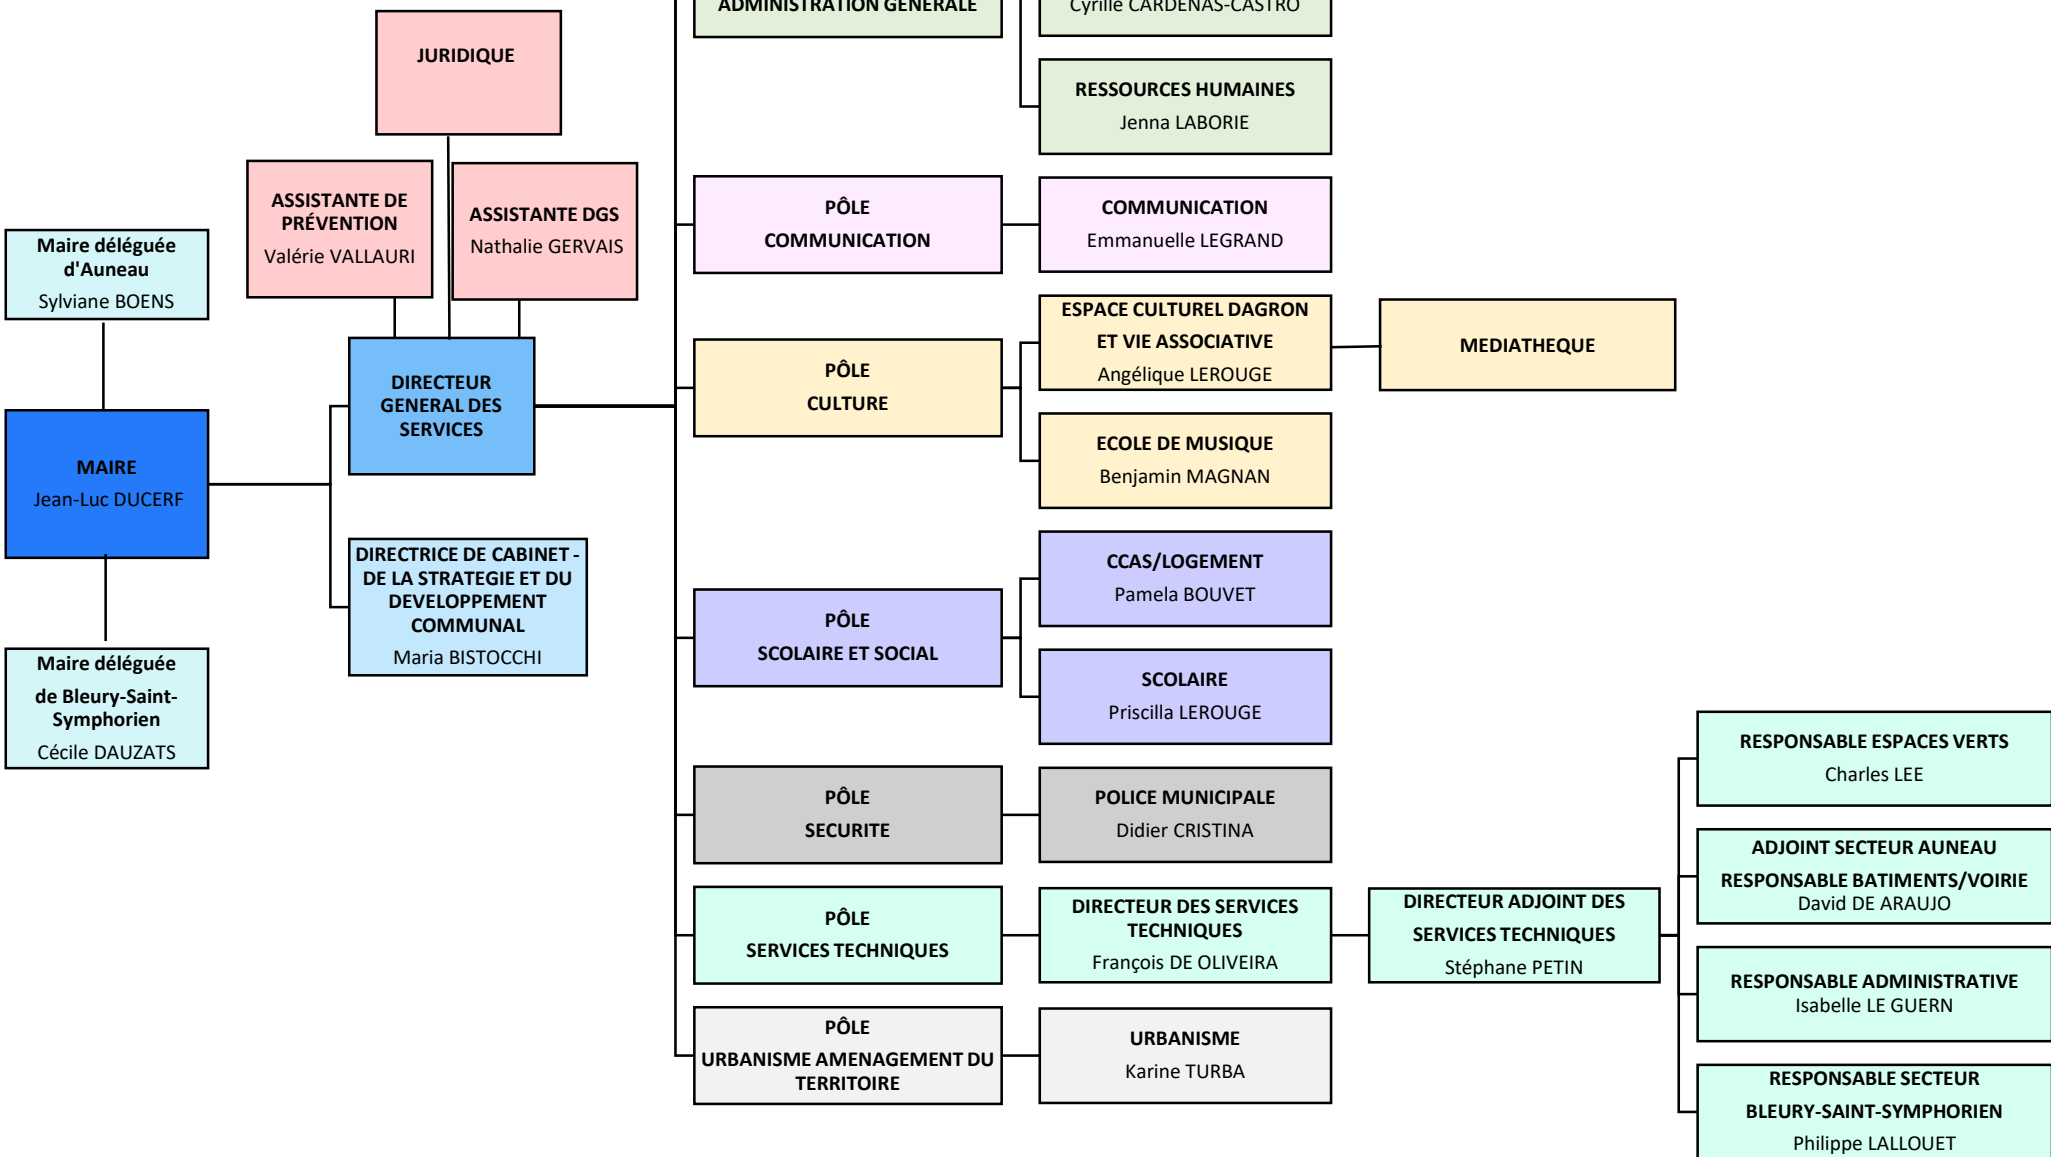 ADMINISTRATION GENERALE
Cyrille CARDENAS-CASTRO
JURIDIQUE
RESSOURCES HUMAINES
Jenna LABORIE
ASSISTANTE DE
PRÉVENTION
Valérie VALLAURI
ASSISTANTE DGS
Nathalie GERVAIS
PÔLE
COMMUNICATION
COMMUNICATION
Emmanuelle LEGRAND
Maire déléguée
d'Auneau
Sylviane BOENS
ESPACE CULTUREL DAGRON
ET VIE ASSOCIATIVE
Angélique LEROUGE
MEDIATHEQUE
DIRECTEUR
GENERAL DES
SERVICES
PÔLE
CULTURE
ECOLE DE MUSIQUE
Benjamin MAGNAN
MAIRE
Jean-Luc DUCERF
DIRECTRICE DE CABINET -
DE LA STRATEGIE ET DU
DEVELOPPEMENT
COMMUNAL
Maria BISTOCCHI
CCAS/LOGEMENT
Pamela BOUVET
PÔLE
SCOLAIRE ET SOCIAL
SCOLAIRE
Priscilla LEROUGE
Maire déléguée
de Bleury-Saint-
Symphorien
Cécile DAUZATS
RESPONSABLE ESPACES VERTS
Charles LEE
PÔLE
SECURITE
POLICE MUNICIPALE
Didier CRISTINA
ADJOINT SECTEUR AUNEAU
RESPONSABLE BATIMENTS/VOIRIE
David DE ARAUJO
PÔLE
SERVICES TECHNIQUES
DIRECTEUR DES SERVICES
TECHNIQUES
François DE OLIVEIRA
DIRECTEUR ADJOINT DES
SERVICES TECHNIQUES
Stéphane PETIN
RESPONSABLE ADMINISTRATIVE
Isabelle LE GUERN
PÔLE
URBANISME AMENAGEMENT DU
TERRITOIRE
URBANISME
Karine TURBA
RESPONSABLE SECTEUR
BLEURY-SAINT-SYMPHORIEN
Philippe LALLOUET